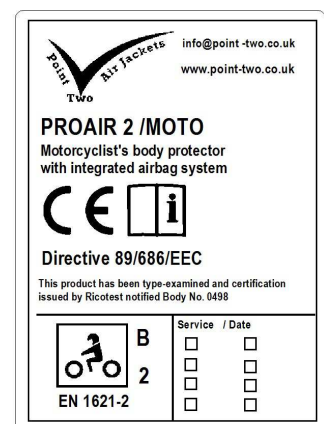 Point Two Air Jackets
info@point -two.co.uk
www.point-two.co.uk
PROAIR 2 /MOTO
Motorcyclist's body protector
with integrated airbag system
CE i
Directive 89/686/EEC
This product has been type-examined and certification
issued by Ricotest notified Body No. 0498
B
2
EN 1621-2
Service / Date